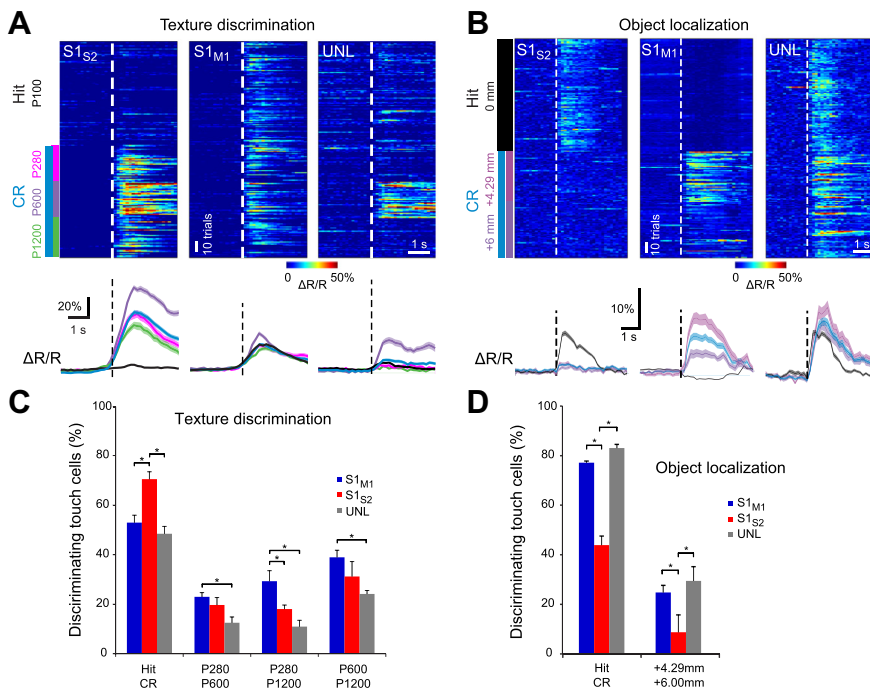 A
Texture discrimination
S1S2
S1M1
UNL
Hit
P100
CR
P280
P600
P1200
10 trials
1 s
0
50%
ΔR/R
20%
1 s
ΔR/R
B
Object localization
S1S2
S1M1
UNL
Hit
0 mm
CR
+4.29 mm
+6 mm
10 trials
1 s
0
50%
ΔR/R
10%
1 s
ΔR/R
C
Texture discrimination
Discriminating touch cells (%)
100
80
60
40
20
0
* *
*
*
*
*
S1M1
S1S2
UNL
Hit P280 P280 P600
CR P600 P1200 P1200
D
Object localization
Discriminating touch cells (%)
100
80
60
40
20
0
* *
* *
S1M1
S1S2
UNL
Hit +4.29mm
CR +6.00mm